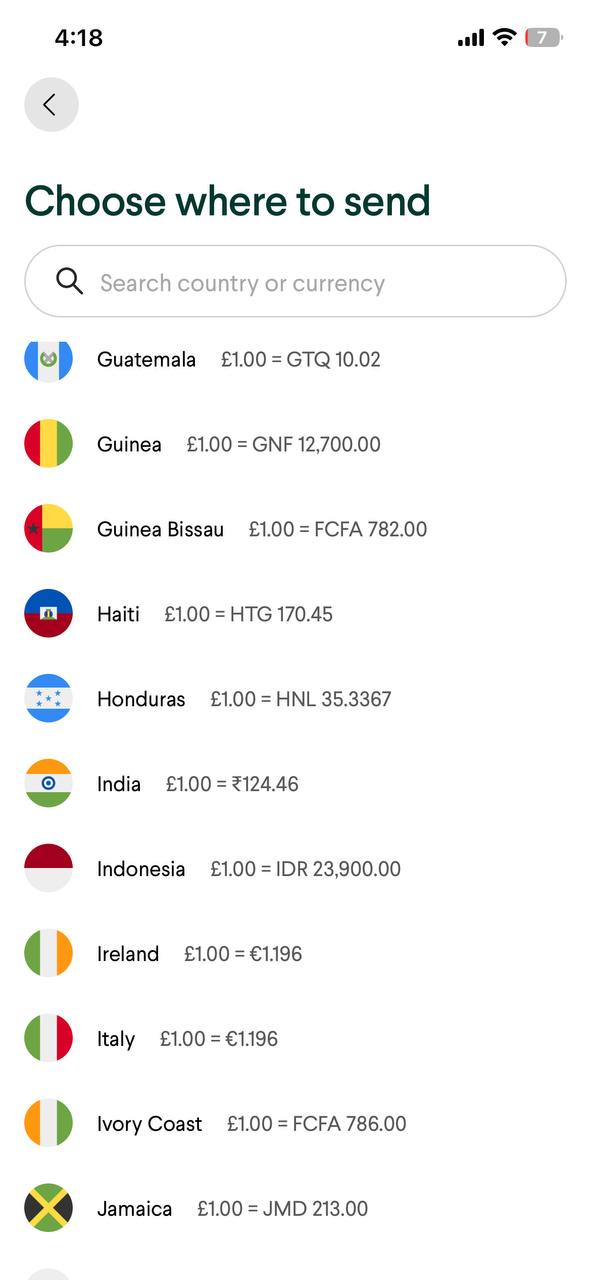 4:18
7
Choose where to send
Search country or currency
Guatemala £1.00 = GTQ 10.02
Guinea £1.00 = GNF 12,700.00
Guinea Bissau £1.00 = FCFA 782.00
Haiti £1.00 = HTG 170.45
Honduras £1.00 = HNL 35.3367
India £1.00 = ₹124.46
Indonesia £1.00 = IDR 23,900.00
Ireland £1.00 = €1.196
Italy £1.00 = €1.196
Ivory Coast £1.00 = FCFA 786.00
Jamaica £1.00 = JMD 213.00